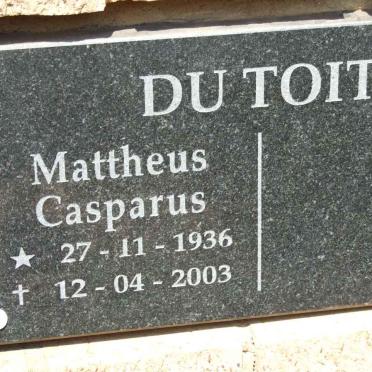 DU TOIT
Mattheus
Casparus
★ 27 - 11 - 1936
✝ 12 - 04 - 2003